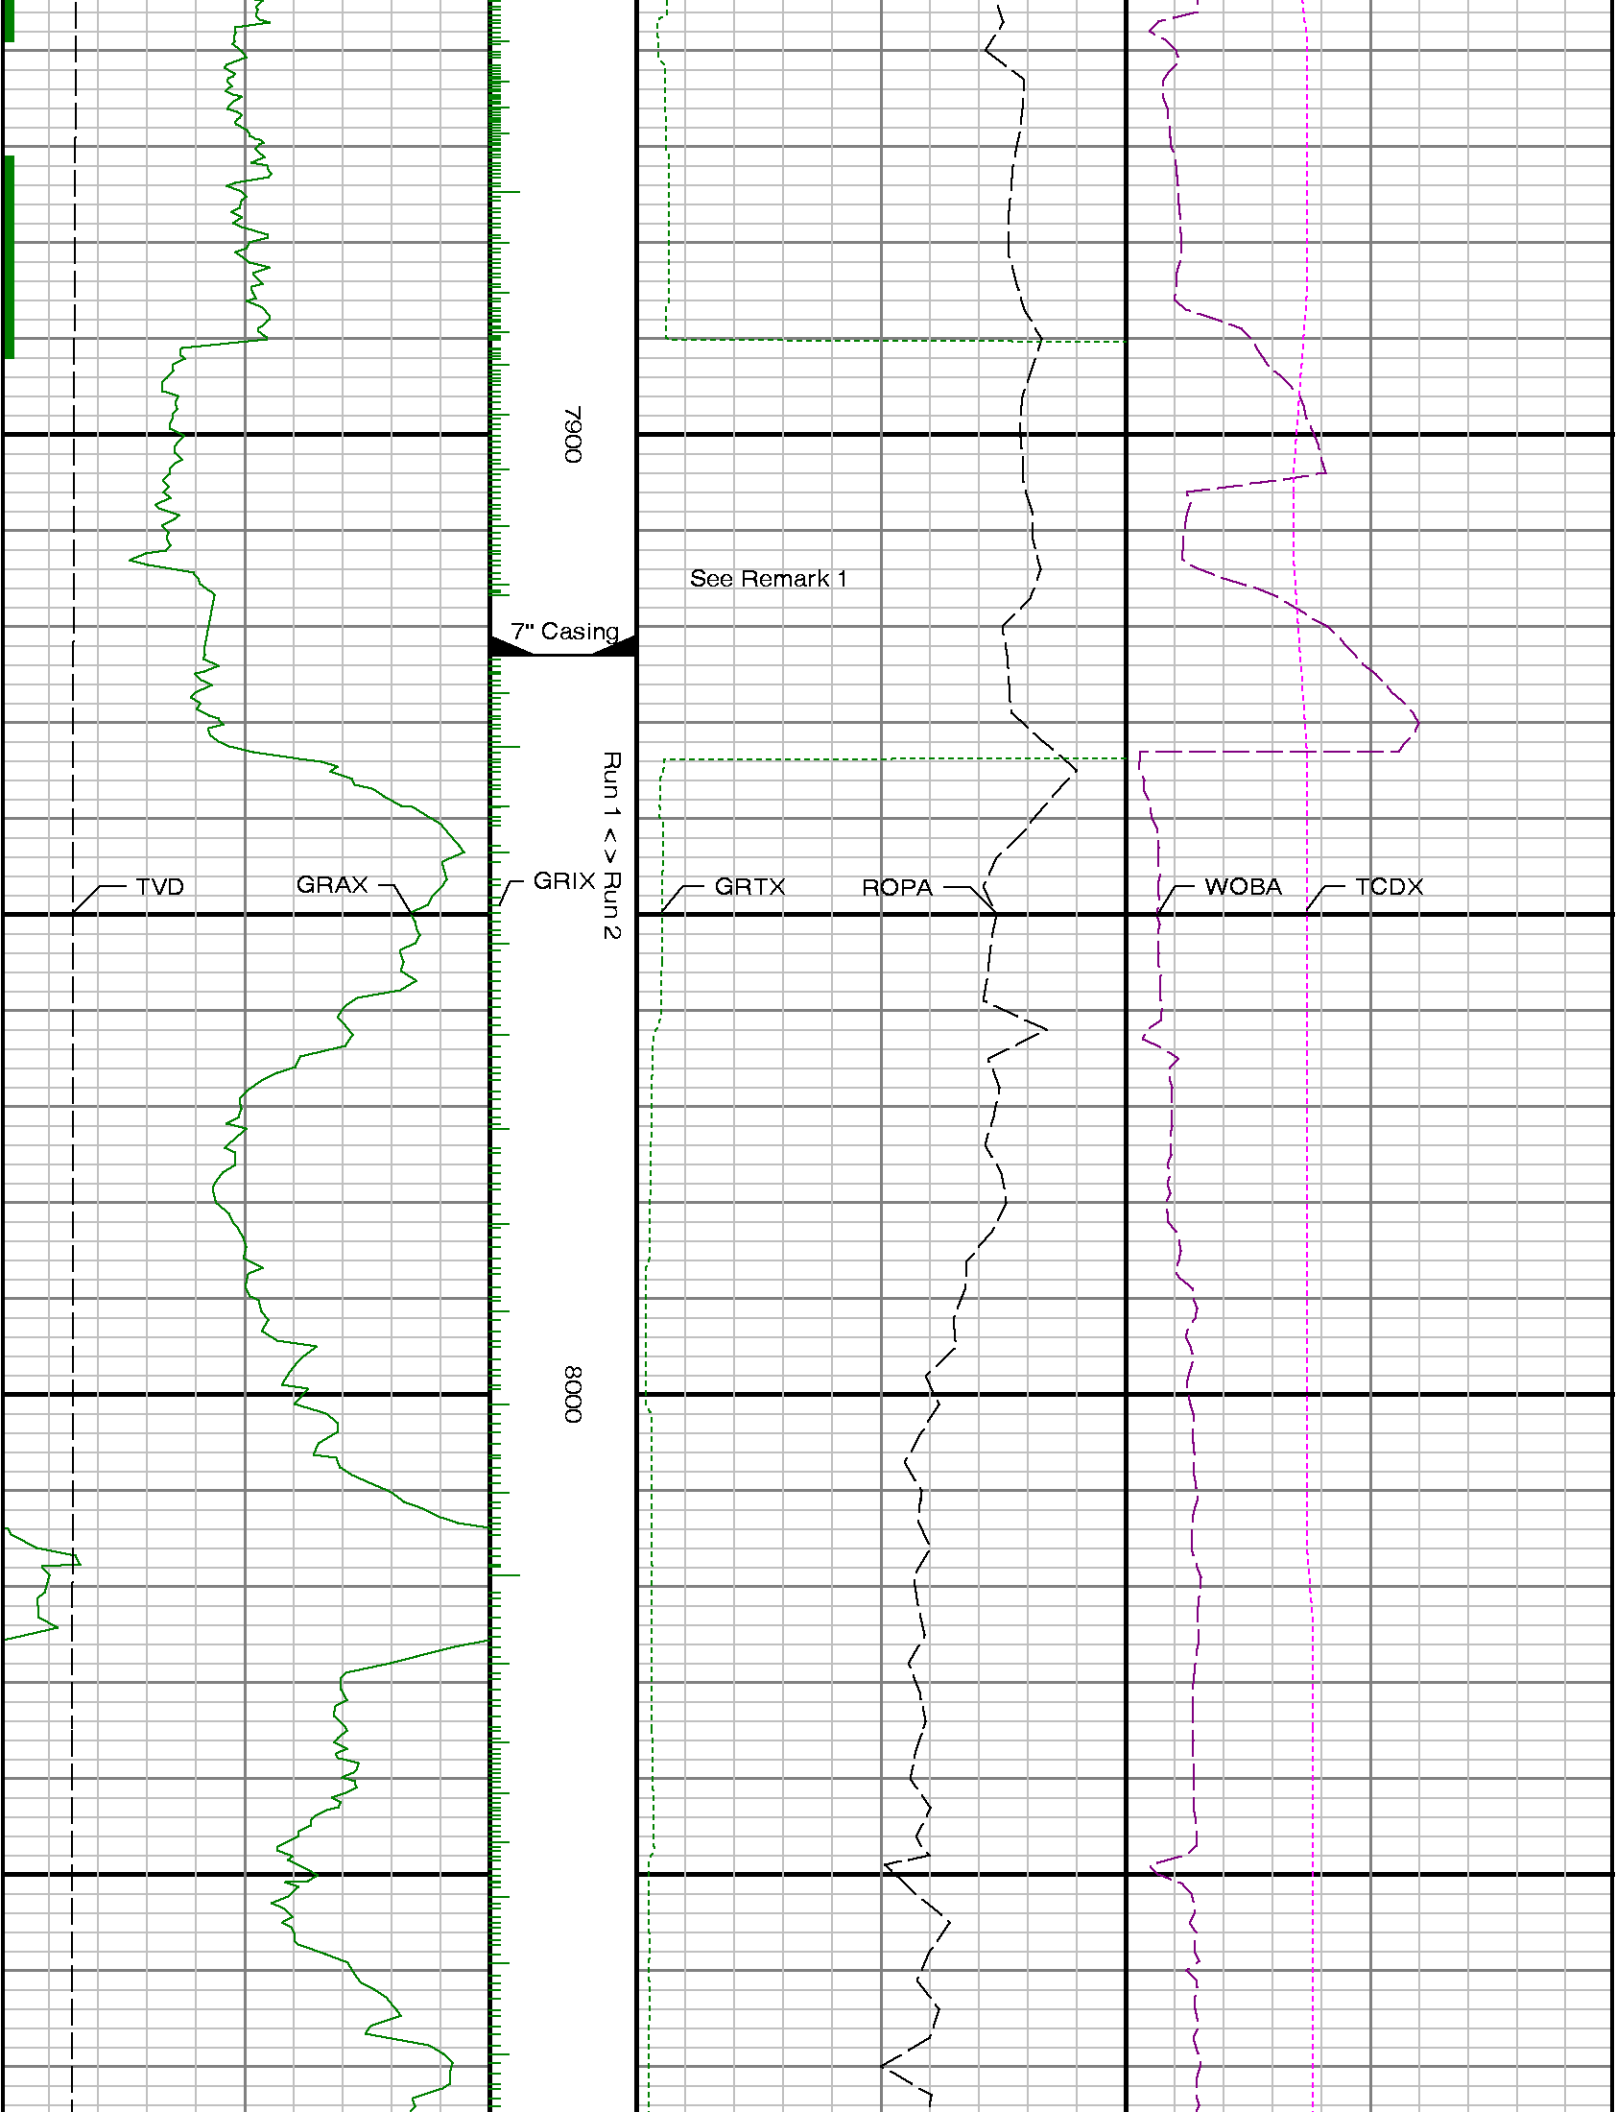 7900
See Remark 1
7" Casing
Run 1 < > Run 2
TVD
GRAX
GRIX
GRTX
ROPA
WOBA
TCDX
8000